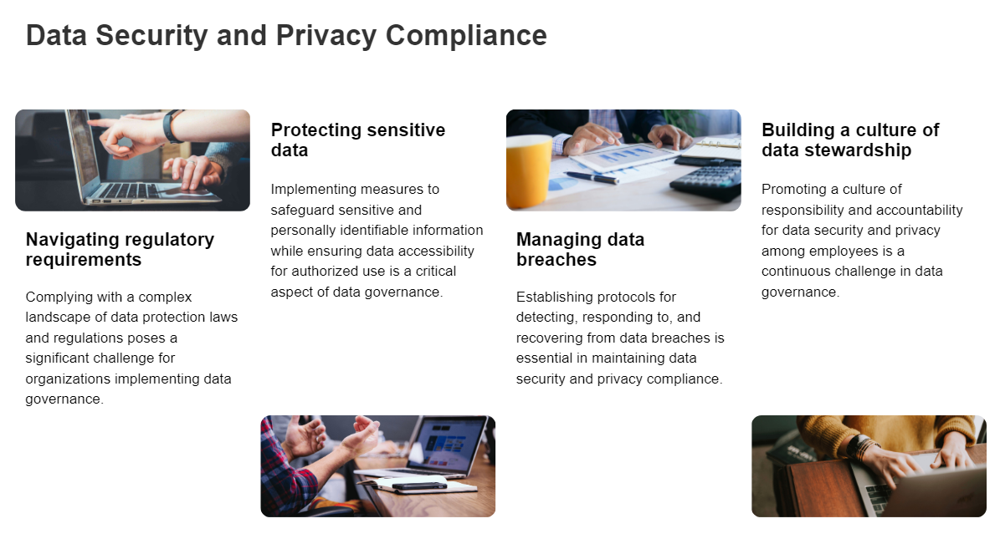 Data Security and Privacy Compliance
Navigating regulatory
requirements
Complying with a complex
landscape of data protection laws
and regulations poses a
significant challenge for
organizations implementing data
governance.
Protecting sensitive
data
Implementing measures to
safeguard sensitive and
personally identifiable information
while ensuring data accessibility
for authorized use is a critical
aspect of data governance.
Managing data
breaches
Establishing protocols for
detecting, responding to, and
recovering from data breaches is
essential in maintaining data
security and privacy compliance.
Building a culture of
data stewardship
Promoting a culture of
responsibility and accountability
for data security and privacy
among employees is a
continuous challenge in data
governance.